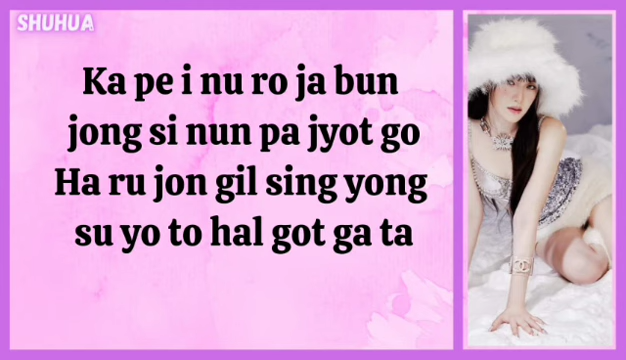 SHUHUA
Ka pe i nu ro ja bun
jong si nun pa jyot go
Ha ru jon gil sing yong
su yo to hal got ga ta